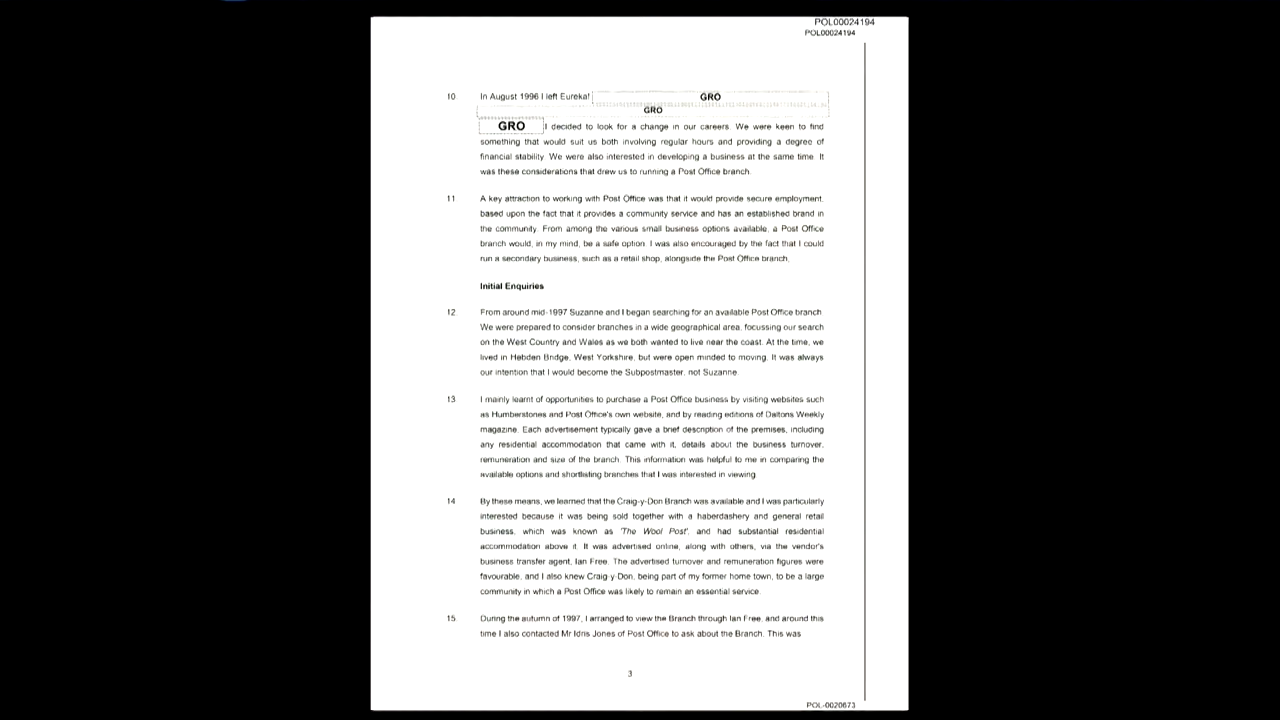 POL00024194
POL00024194
10. In August 1996 I left Eureka! GRO
GRO
GRO I decided to look for a change in our careers. We were keen to find
something that would suit us both involving regular hours and providing a degree of
financial stability. We were also interested in developing a business at the same time. It
was these considerations that drew us to running a Post Office branch.
11. A key attraction to working with Post Office was that it would provide secure employment,
based upon the fact that it provides a community service and has an established brand in
the community. From among the various small business options available, a Post Office
branch would, in my mind, be a safe option. I was also encouraged by the fact that I could
run a secondary business, such as a retail shop, alongside the Post Office branch.
Initial Enquiries
12. From around mid-1997 Suzanne and I began searching for an available Post Office branch.
We were prepared to consider branches in a wide geographical area, focussing our search
on the West Country and Wales as we both wanted to live near the coast. At the time, we
lived in Hebden Bridge, West Yorkshire, but were open minded to moving. It was always
our intention that I would become the Subpostmaster, not Suzanne.
13. I mainly learnt of opportunities to purchase a Post Office business by visiting websites such
as Humberstones and Post Office's own website, and by reading editions of Daltons Weekly
magazine. Each advertisement typically gave a brief description of the premises, including
any residential accommodation that came with it, details about the business turnover,
remuneration and size of the branch. This information was helpful to me in comparing the
available options and shortlisting branches that I was interested in viewing.
14. By these means, we learned that the Craig-y-Don Branch was available and I was particularly
interested because it was being sold together with a haberdashery and general retail
business, which was known as 'The Wool Post', and had substantial residential
accommodation above it. It was advertised online, along with others, via the vendor's
business transfer agent, Ian Free. The advertised turnover and remuneration figures were
favourable, and I also knew Craig-y-Don, being part of my former home town, to be a large
community in which a Post Office was likely to remain an essential service.
15. During the autumn of 1997, I arranged to view the Branch through Ian Free, and around this
time I also contacted Mr Idris Jones of Post Office to ask about the Branch. This was
3
POL-0020673